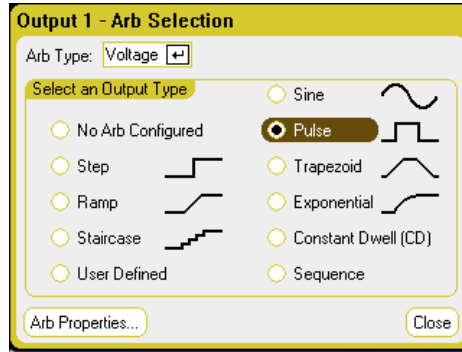 Output 1 - Arb Selection
Arb Type: Voltage
Select an Output Type
No Arb Configured
Step
Ramp
Staircase
User Defined
Sine
Pulse
Trapezoid
Exponential
Constant Dwell (CD)
Sequence
Arb Properties...
Close